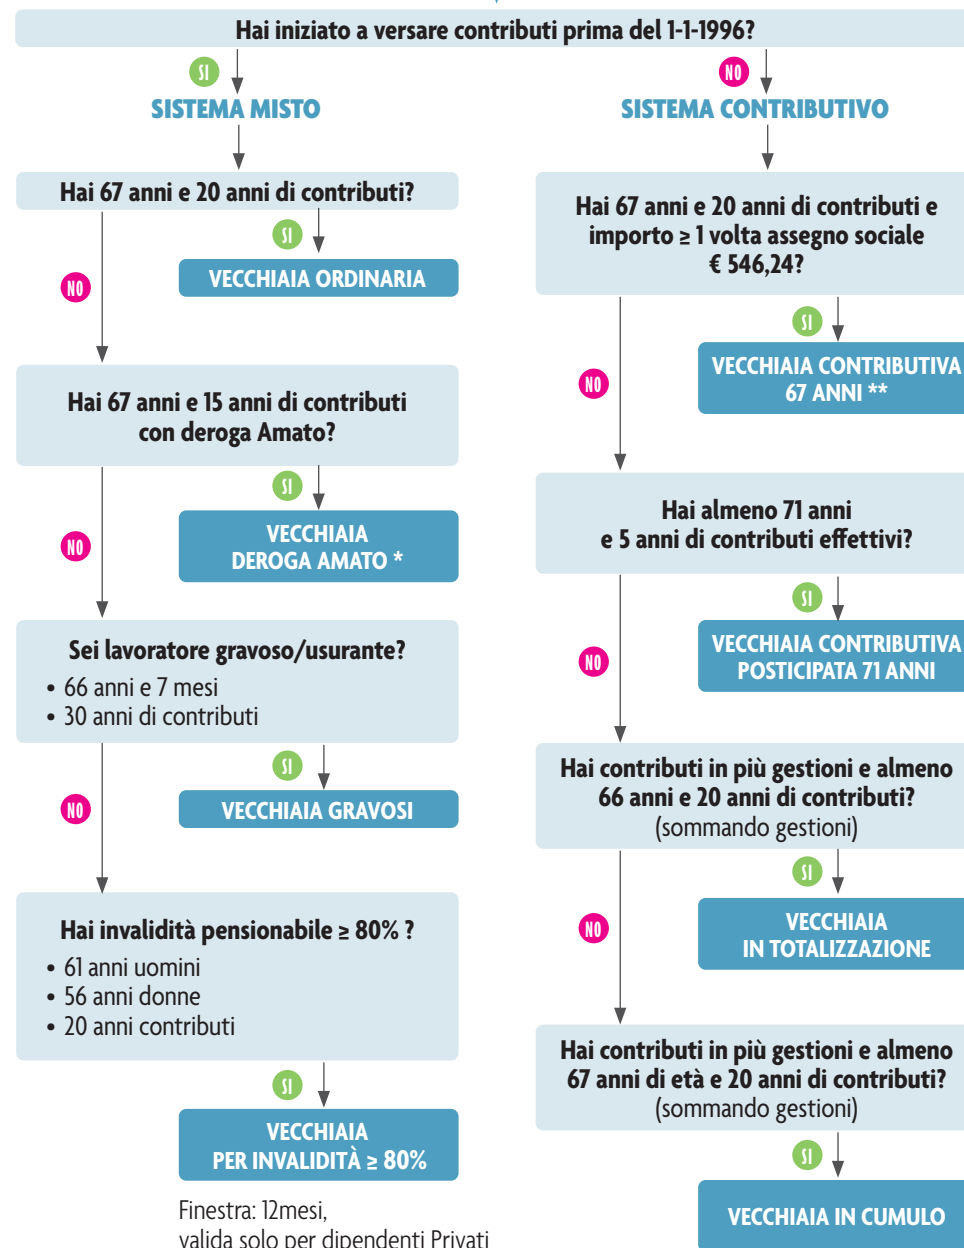 Hai iniziato a versare contributi prima del 1-1-1996?
SI
SISTEMA MISTO
Hai 67 anni e 20 anni di contributi?
SI
VECCHIAIA ORDINARIA
NO
Hai 67 anni e 15 anni di contributi
con deroga Amato?
SI
VECCHIAIA
DEROGA AMATO *
NO
Sei lavoratore gravoso/usurante?
• 66 anni e 7 mesi
• 30 anni di contributi
SI
VECCHIAIA GRAVOSI
NO
Hai invalidità pensionabile ≥ 80% ?
• 61 anni uomini
• 56 anni donne
• 20 anni contributi
SI
VECCHIAIA
PER INVALIDITÀ ≥ 80%
Finestra: 12mesi,
valida solo per dipendenti Privati
NO
SISTEMA CONTRIBUTIVO
Hai 67 anni e 20 anni di contributi e
importo ≥ 1 volta assegno sociale
€ 546,24?
SI
VECCHIAIA CONTRIBUTIVA
67 ANNI **
NO
Hai almeno 71 anni
e 5 anni di contributi effettivi?
SI
VECCHIAIA CONTRIBUTIVA
POSTICIPATA 71 ANNI
NO
Hai contributi in più gestioni e almeno
66 anni e 20 anni di contributi?
(sommando gestioni)
SI
VECCHIAIA
IN TOTALIZZAZIONE
NO
Hai contributi in più gestioni e almeno
67 anni di età e 20 anni di contributi?
(sommando gestioni)
SI
VECCHIAIA IN CUMULO